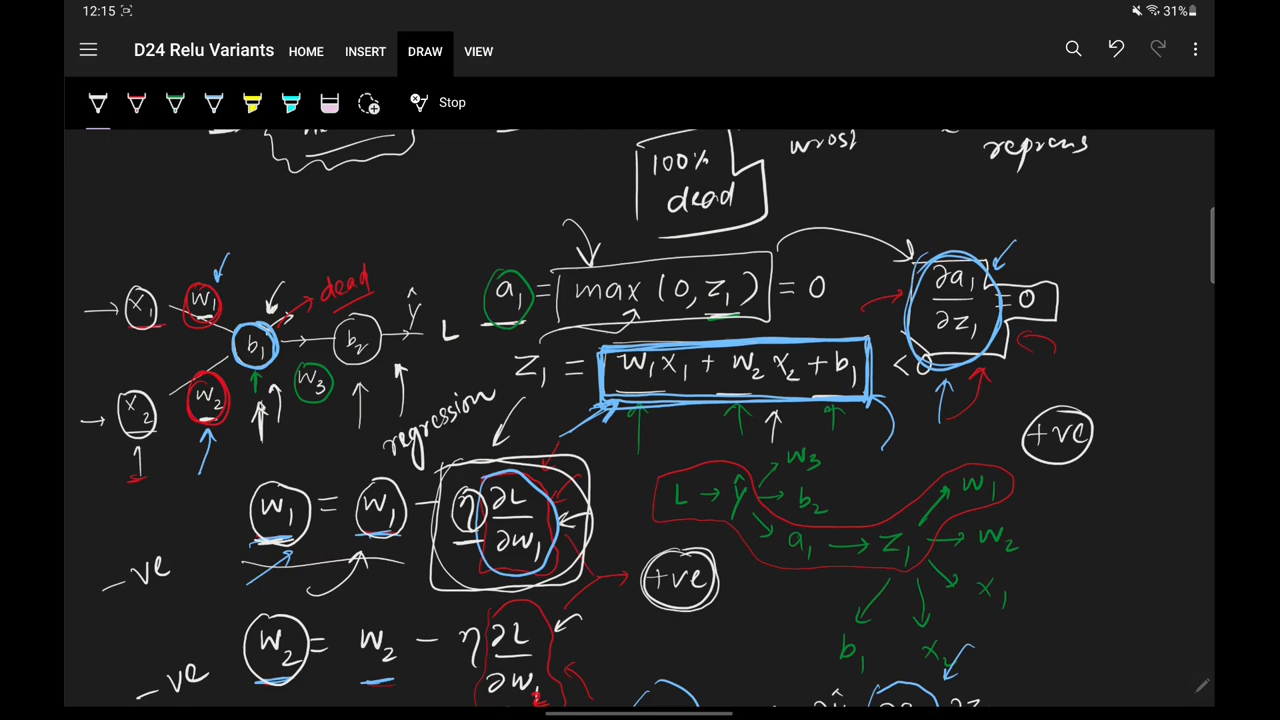 12:15
31%
D24 Relu Variants HOME INSERT DRAW VIEW
Stop
100%
dead
wrost
reprens
x1 w1 dead
b1 b2 ŷ L
w3
x2 w2
a1 = max (0, z1) = 0
∂a1/∂z1 = 0
z1 = w1x1 + w2x2 + b1 < 0
regression
+ve
w1 = w1 - η ∂L/∂w1
-ve
+ve
L → ŷ → w3
→ b2
a1 → z1 → w1
→ w2
x1
b1 x2
w2 = w2 - η ∂L/∂w2
-ve